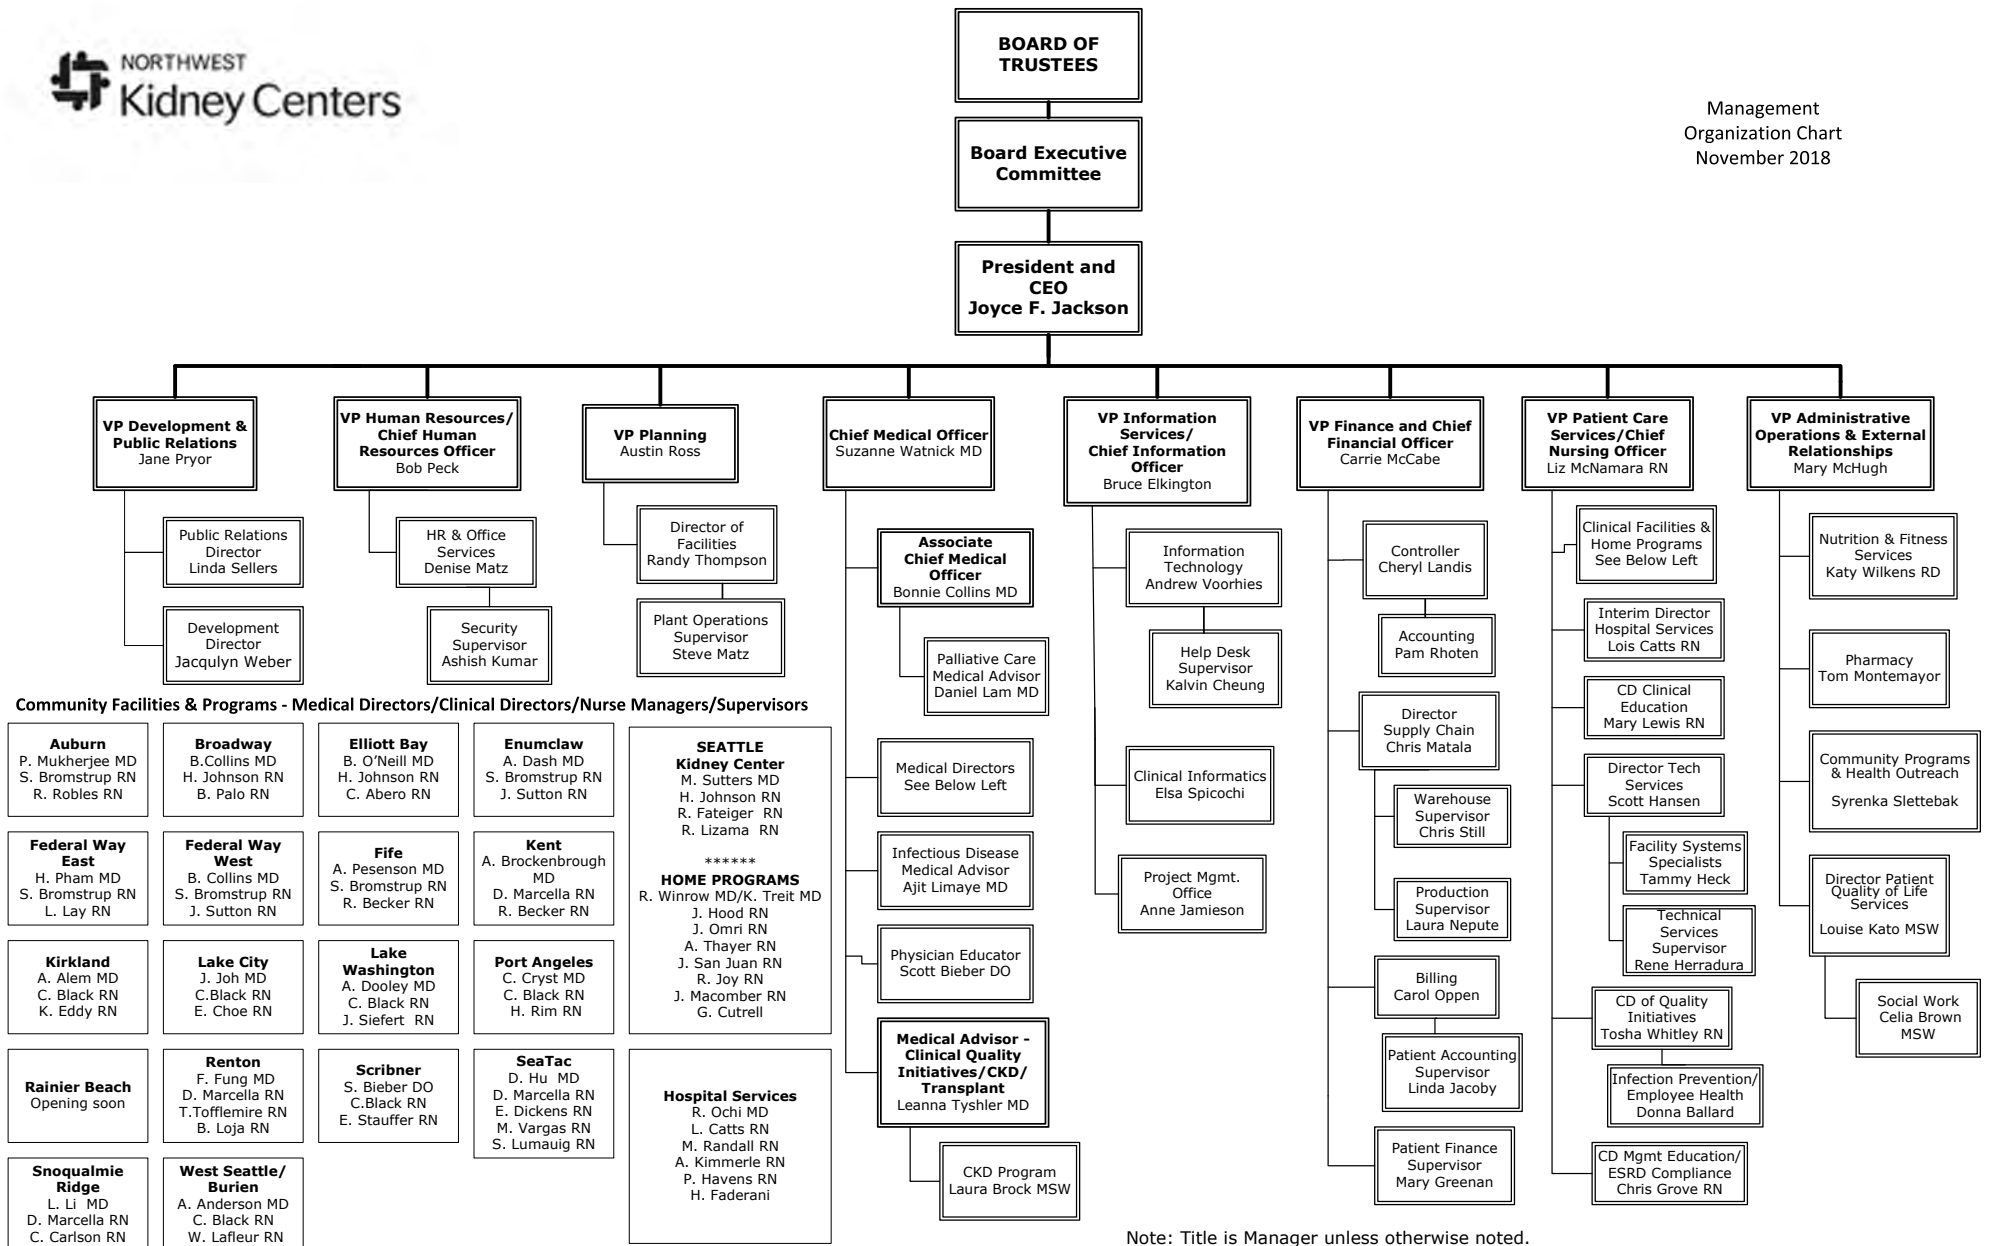 NORTHWEST
Kidney Centers
Management
Organization Chart
November 2018
BOARD OF
TRUSTEES
Board Executive
Committee
President and
CEO
Joyce F. Jackson
VP Development &
Public Relations
Jane Pryor
Public Relations
Director
Linda Sellers
Development
Director
Jacqulyn Weber
VP Human Resources/
Chief Human
Resources Officer
Bob Peck
HR & Office
Services
Denise Matz
Security
Supervisor
Ashish Kumar
VP Planning
Austin Ross
Director of
Facilities
Randy Thompson
Plant Operations
Supervisor
Steve Matz
Chief Medical Officer
Suzanne Watnick MD
Associate
Chief Medical
Officer
Bonnie Collins MD
Palliative Care
Medical Advisor
Daniel Lam MD
Medical Directors
See Below Left
Infectious Disease
Medical Advisor
Ajit Limaye MD
Physician Educator
Scott Bieber DO
Medical Advisor -
Clinical Quality
Initiatives/CKD/
Transplant
Leanna Tyshler MD
CKD Program
Laura Brock MSW
VP Information
Services/
Chief Information
Officer
Bruce Elkington
Information
Technology
Andrew Voorhies
Help Desk
Supervisor
Kalvin Cheung
Clinical Informatics
Elsa Spicochi
Project Mgmt.
Office
Anne Jamieson
VP Finance and Chief
Financial Officer
Carrie McCabe
Controller
Cheryl Landis
Accounting
Pam Rhoten
Director
Supply Chain
Chris Matala
Warehouse
Supervisor
Chris Still
Production
Supervisor
Laura Nepute
Billing
Carol Oppen
Patient Accounting
Supervisor
Linda Jacoby
Patient Finance
Supervisor
Mary Greenan
VP Patient Care
Services/Chief
Nursing Officer
Liz McNamara RN
Clinical Facilities &
Home Programs
See Below Left
Interim Director
Hospital Services
Lois Catts RN
CD Clinical
Education
Mary Lewis RN
Director Tech
Services
Scott Hansen
Facility Systems
Specialists
Tammy Heck
Technical
Services
Supervisor
Rene Herradura
CD of Quality
Initiatives
Tosha Whitley RN
Infection Prevention/
Employee Health
Donna Ballard
CD Mgmt Education/
ESRD Compliance
Chris Grove RN
VP Administrative
Operations & External
Relationships
Mary McHugh
Nutrition & Fitness
Services
Katy Wilkens RD
Pharmacy
Tom Montemayor
Community Programs
& Health Outreach
Syrenka Slettebak
Director Patient
Quality of Life
Services
Louise Kato MSW
Social Work
Celia Brown
MSW
Community Facilities & Programs - Medical Directors/Clinical Directors/Nurse Managers/Supervisors
Auburn
P. Mukherjee MD
S. Bromstrup RN
R. Robles RN
Broadway
B.Collins MD
H. Johnson RN
B. Palo RN
Elliott Bay
B. O’Neill MD
H. Johnson RN
C. Abero RN
Enumclaw
A. Dash MD
S. Bromstrup RN
J. Sutton RN
Federal Way
East
H. Pham MD
S. Bromstrup RN
L. Lay RN
Federal Way
West
B. Collins MD
S. Bromstrup RN
J. Sutton RN
Fife
A. Pesenson MD
S. Bromstrup RN
R. Becker RN
Kent
A. Brockenbrough
MD
D. Marcella RN
R. Becker RN
Kirkland
A. Alem MD
C. Black RN
K. Eddy RN
Lake City
J. Joh MD
C.Black RN
E. Choe RN
Lake
Washington
A. Dooley MD
C. Black RN
J. Siefert RN
Port Angeles
C. Cryst MD
C. Black RN
H. Rim RN
Rainier Beach
Opening soon
Renton
F. Fung MD
D. Marcella RN
T.Tofflemire RN
B. Loja RN
Scribner
S. Bieber DO
C.Black RN
E. Stauffer RN
SeaTac
D. Hu MD
D. Marcella RN
E. Dickens RN
M. Vargas RN
S. Lumauig RN
Snoqualmie
Ridge
L. Li MD
D. Marcella RN
C. Carlson RN
West Seattle/
Burien
A. Anderson MD
C. Black RN
W. Lafleur RN
SEATTLE
Kidney Center
M. Sutters MD
H. Johnson RN
R. Fateiger RN
R. Lizama RN
******
HOME PROGRAMS
R. Winrow MD/K. Treit MD
J. Hood RN
J. Omri RN
A. Thayer RN
J. San Juan RN
R. Joy RN
J. Macomber RN
G. Cutrell
Hospital Services
R. Ochi MD
L. Catts RN
M. Randall RN
A. Kimmerle RN
P. Havens RN
H. Faderani
Note: Title is Manager unless otherwise noted.